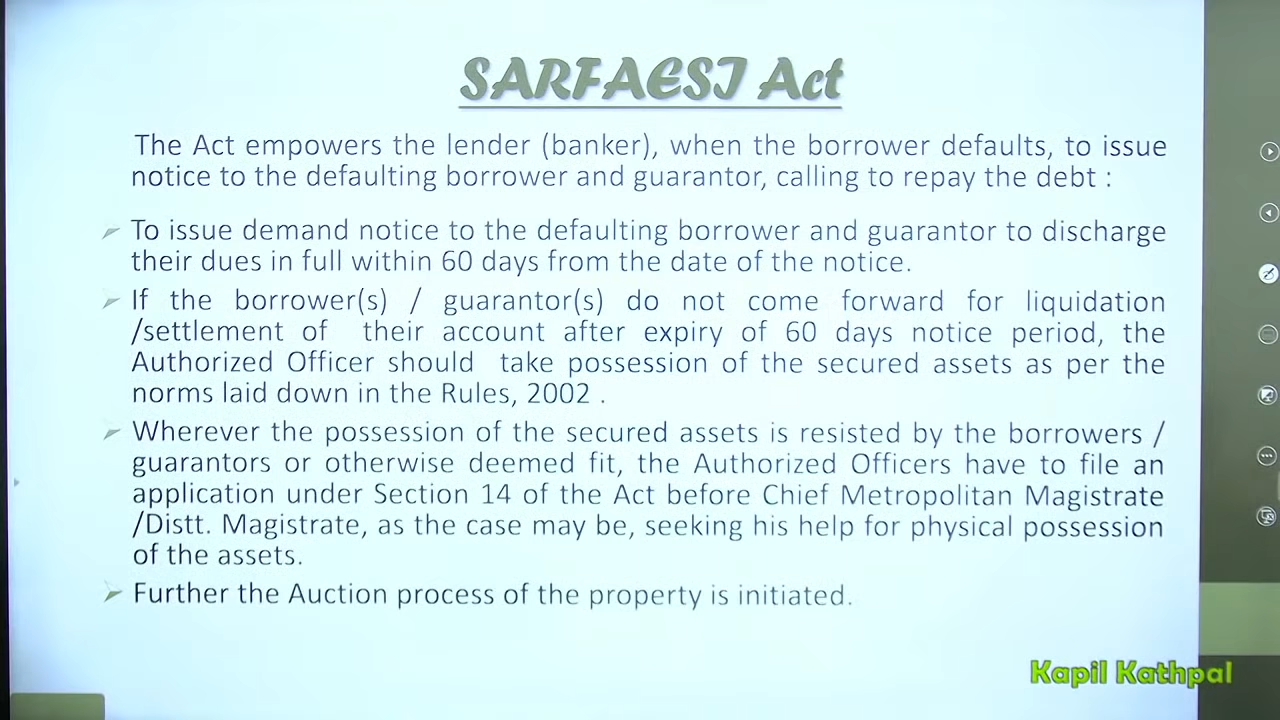 SARFAESI Act
The Act empowers the lender (banker), when the borrower defaults, to issue
notice to the defaulting borrower and guarantor, calling to repay the debt :
To issue demand notice to the defaulting borrower and guarantor to discharge
their dues in full within 60 days from the date of the notice.
If the borrower(s) / guarantor(s) do not come forward for liquidation
/settlement of their account after expiry of 60 days notice period, the
Authorized Officer should take possession of the secured assets as per the
norms laid down in the Rules, 2002 .
Wherever the possession of the secured assets is resisted by the borrowers /
guarantors or otherwise deemed fit, the Authorized Officers have to file an
application under Section 14 of the Act before Chief Metropolitan Magistrate
/Distt. Magistrate, as the case may be, seeking his help for physical possession
of the assets.
Further the Auction process of the property is initiated.
Kapil Kathpal